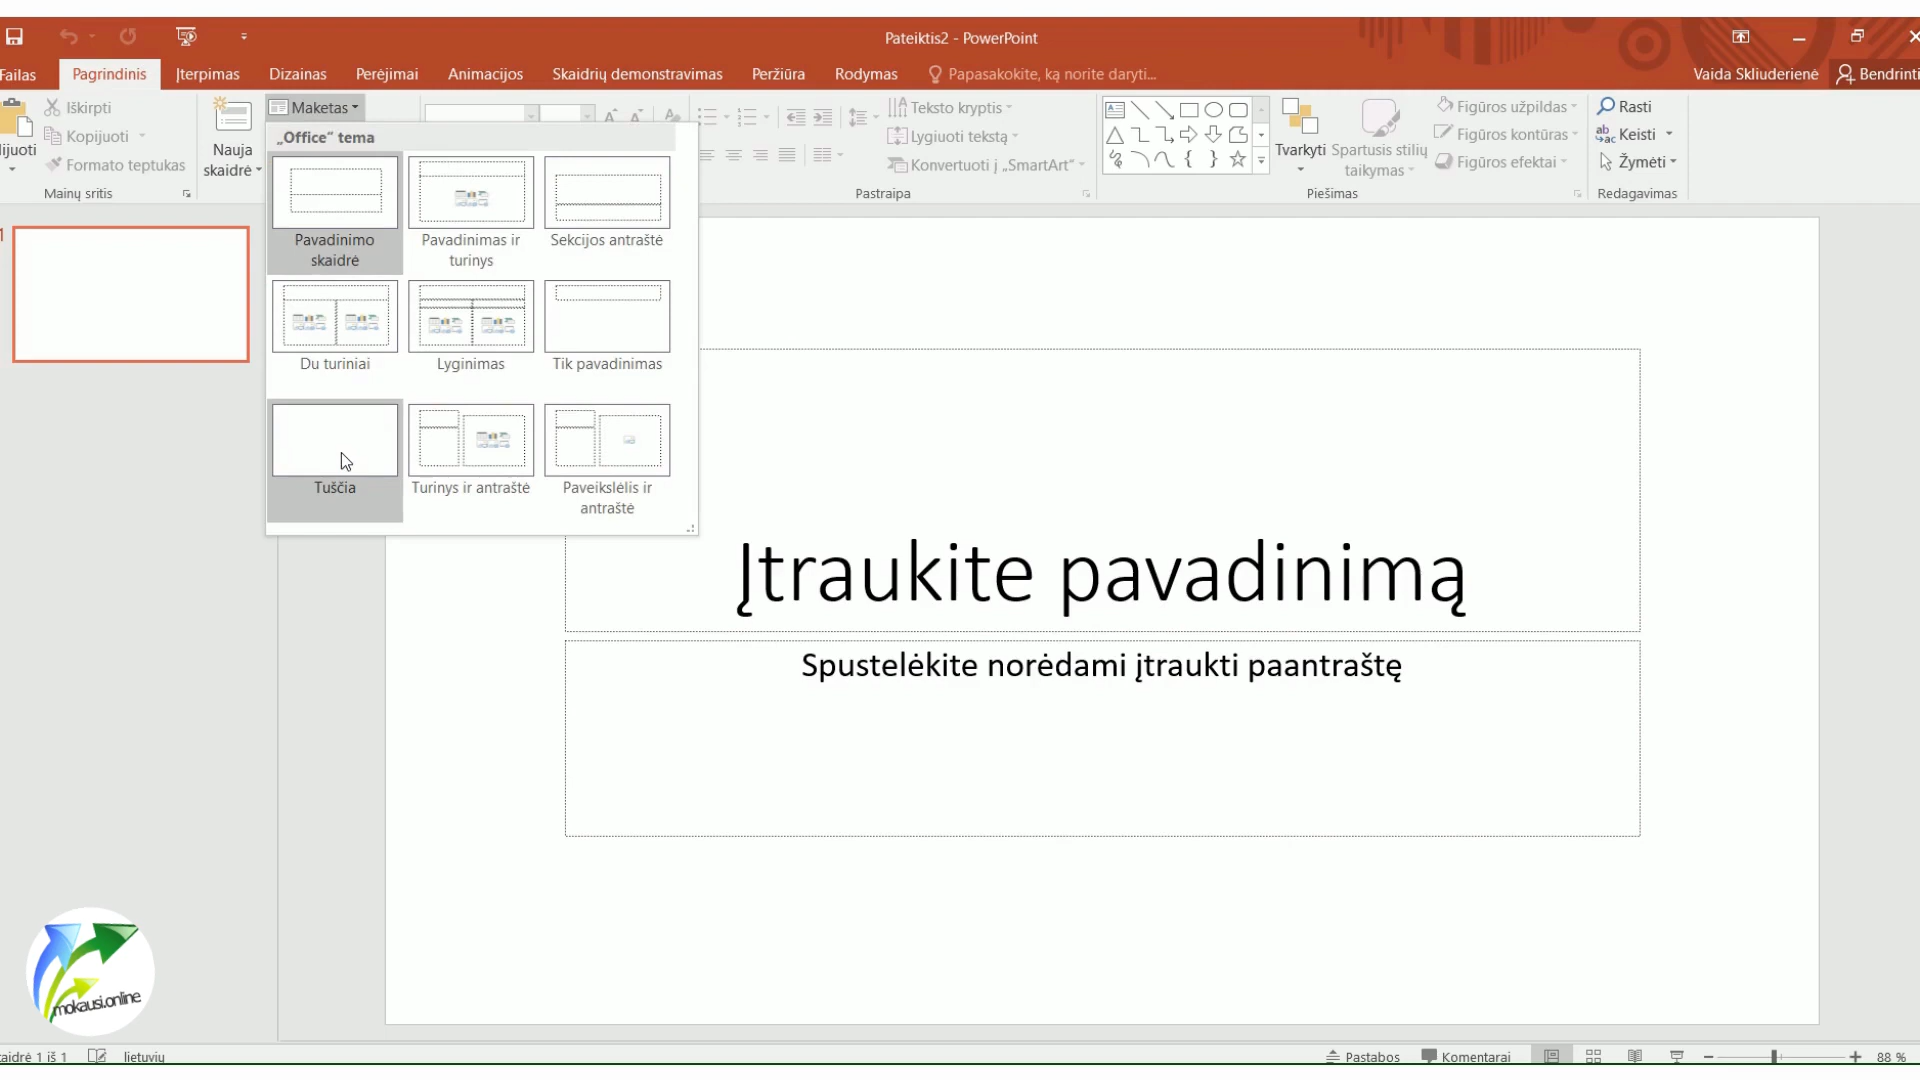 Pateiktis2 - PowerPoint
Failas
Pagrindinis
Įterpimas
Dizainas
Perėjimai
Animacijos
Skaidrių demonstravimas
Peržiūra
Rodymas
Papasakokite, ką norite daryti...
Vaida Skliuderienė
Bendrinti
Iškirpti
Kopijuoti
Formato teptukas
Mainų sritis
Nauja
skaidrė
Maketas
Teksto kryptis
Lygiuoti tekstą
Konvertuoti į „SmartArt“
Pastraipa
Tvarkyti
Spartusis stilių
taikymas
Figūros užpildas
Figūros kontūras
Figūros efektai
Piešimas
Rasti
Keisti
Žymėti
Redagavimas
„Office“ tema
Pavadinimo
skaidrė
Pavadinimas ir
turinys
Sekcijos antraštė
Du turiniai
Lyginimas
Tik pavadinimas
Tuščia
Turinys ir antraštė
Paveikslėlis ir
antraštė
1
Įtraukite pavadinimą
Spustelėkite norėdami įtraukti paantraštę
mokausi.online
aidrė 1 iš 1
lietuvių
Pastabos
Komentarai
88 %